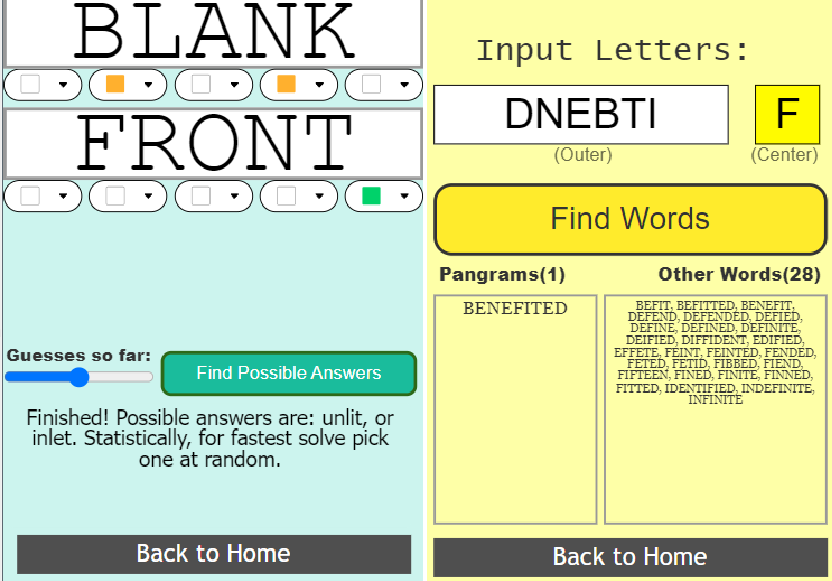 BLANK
FRONT
Guesses so far:
Find Possible Answers
Finished! Possible answers are: unlit, or
inlet. Statistically, for fastest solve pick
one at random.
Back to Home
Input Letters:
DNEBTI
F
(Outer)
(Center)
Find Words
Pangrams(1)
Other Words(28)
BENEFITED
BEFIT, BEFITTED, BENEFIT,
DEFEND, DEFENDED, DEFIED,
DEFINE, DEFINED, DEFINITE,
DEIFIED, DIFFIDENT, EDIFIED,
EFFETE, FEINT, FEINTED, FENDED,
FETED, FETID, FIBBED, FIEND,
FIFTEEN, FINED, FINITE, FINNED,
FITTED, IDENTIFIED, INDEFINITE,
INFINITE
Back to Home